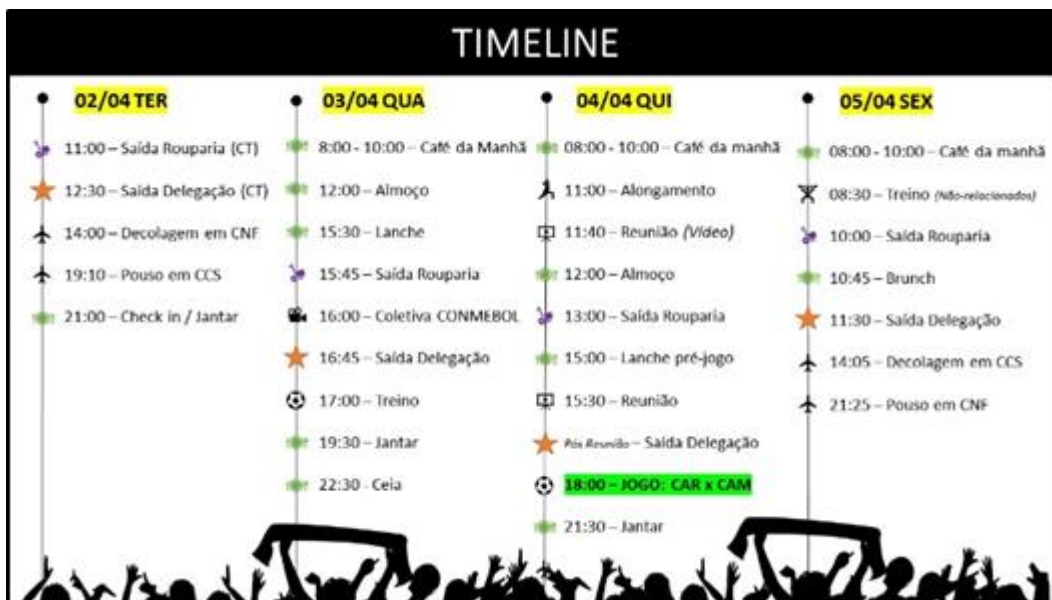 TIMELINE
02/04 TER
11:00 – Saída Rouparia (CT)
12:30 – Saída Delegação (CT)
14:00 – Decolagem em CNF
19:10 – Pouso em CCS
21:00 – Check in / Jantar
03/04 QUA
8:00 - 10:00 – Café da Manhã
12:00 – Almoço
15:30 – Lanche
15:45 – Saída Rouparia
16:00 – Coletiva CONMEBOL
16:45 – Saída Delegação
17:00 – Treino
19:30 – Jantar
22:30 - Ceia
04/04 QUI
08:00 - 10:00 – Café da manhã
11:00 – Alongamento
11:40 – Reunião (Vídeo)
12:00 – Almoço
13:00 – Saída Rouparia
15:00 – Lanche pré-jogo
15:30 – Reunião
Pós Reunião – Saída Delegação
18:00 – JOGO: CAR x CAM
21:30 – Jantar
05/04 SEX
08:00 - 10:00 – Café da manhã
08:30 – Treino (Não-relacionados)
10:00 – Saída Rouparia
10:45 – Brunch
11:30 – Saída Delegação
14:05 – Decolagem em CCS
21:25 – Pouso em CNF